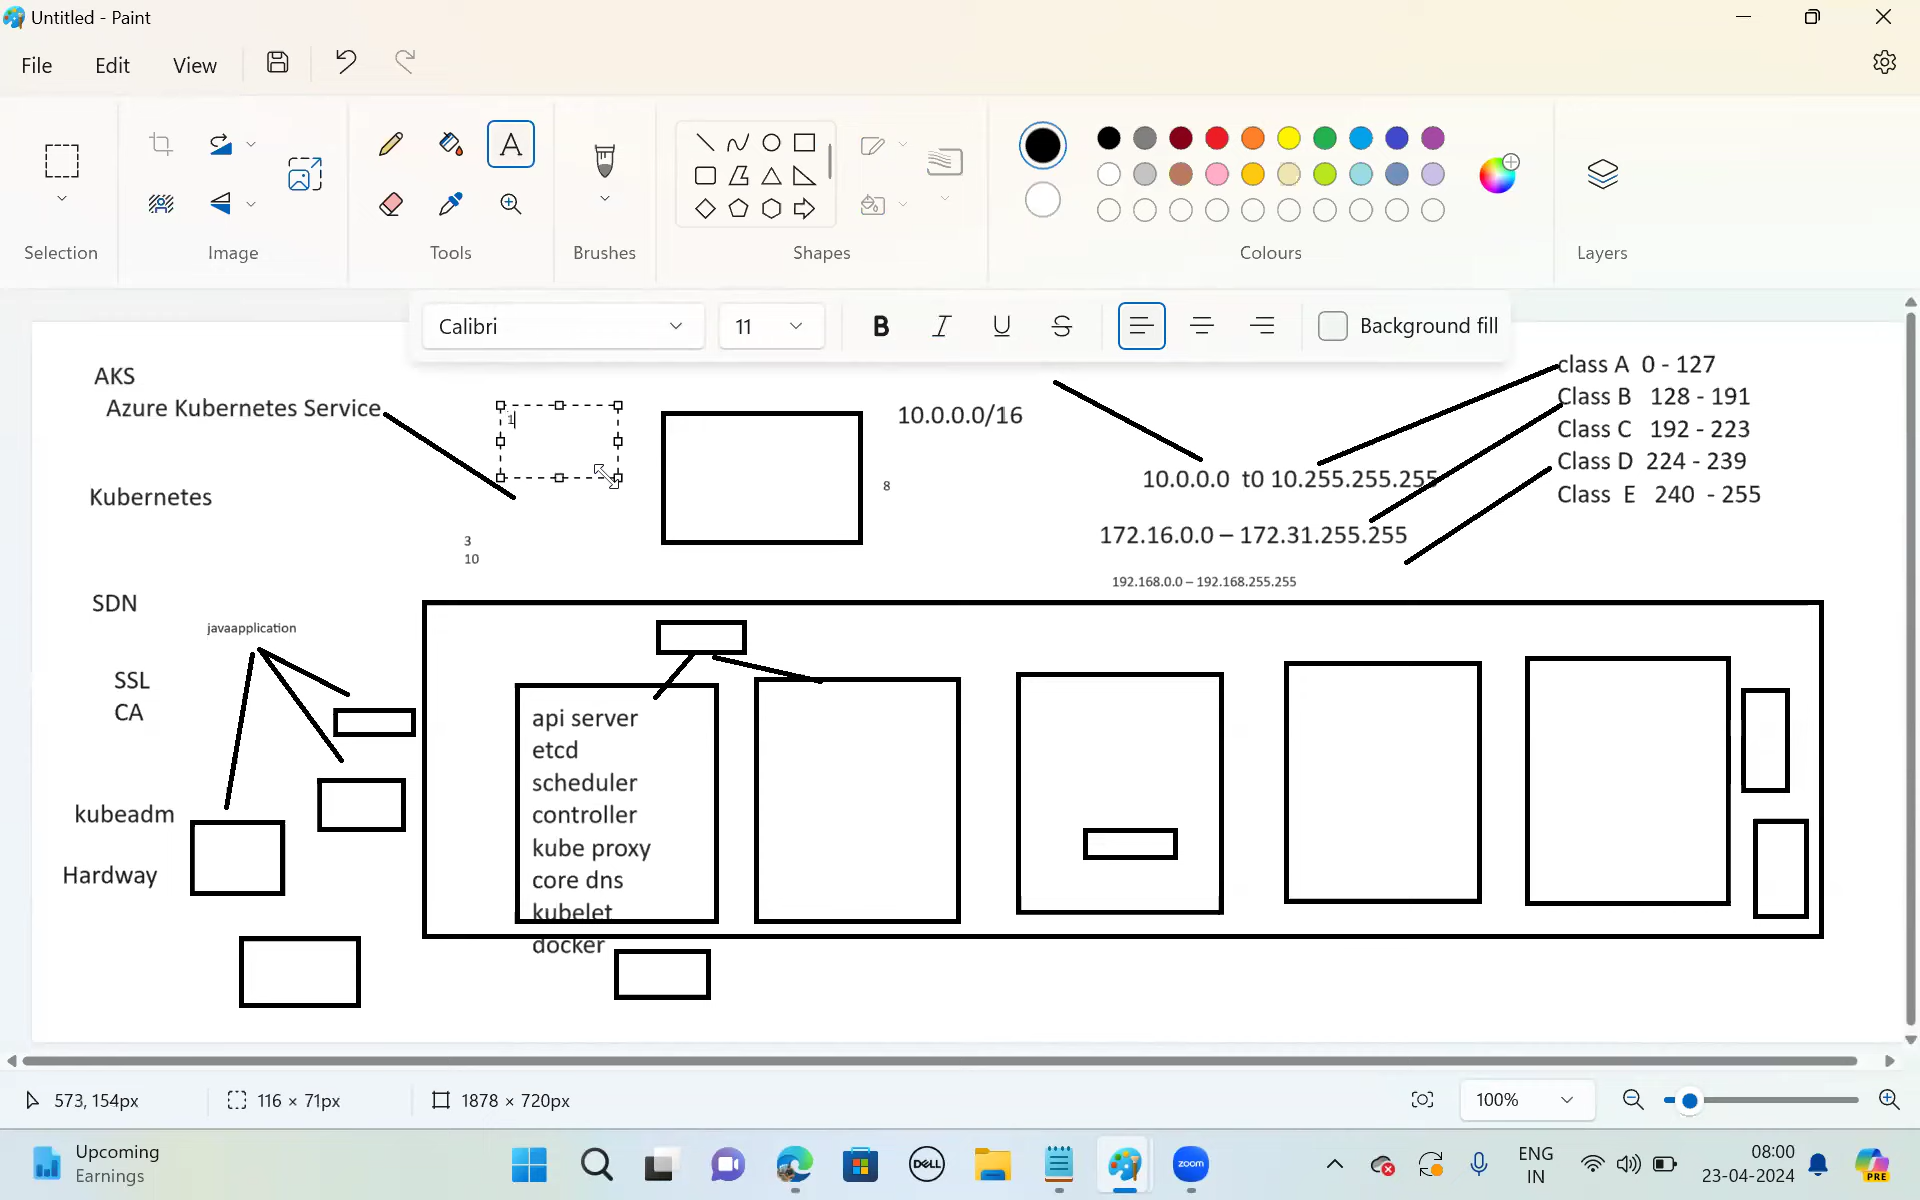 Untitled - Paint
File
Edit
View
Selection
Image
Tools
Brushes
Shapes
Colours
Layers
Calibri
11
B
Background fill
AKS
Azure Kubernetes Service
1
10.0.0.0/16
class A 0 - 127
Class B 128 - 191
Class C 192 - 223
Class D 224 - 239
Class E 240 - 255
10.0.0.0 t0 10.255.255.255
Kubernetes
8
172.16.0.0 – 172.31.255.255
3
10
192.168.0.0 – 192.168.255.255
SDN
javaapplication
SSL
CA
api server
etcd
scheduler
controller
kube proxy
core dns
kubelet
docker
kubeadm
Hardway
573, 154px
116 × 71px
1878 × 720px
100%
Upcoming
Earnings
DELL
zoom
ENG
IN
08:00
23-04-2024
PRE